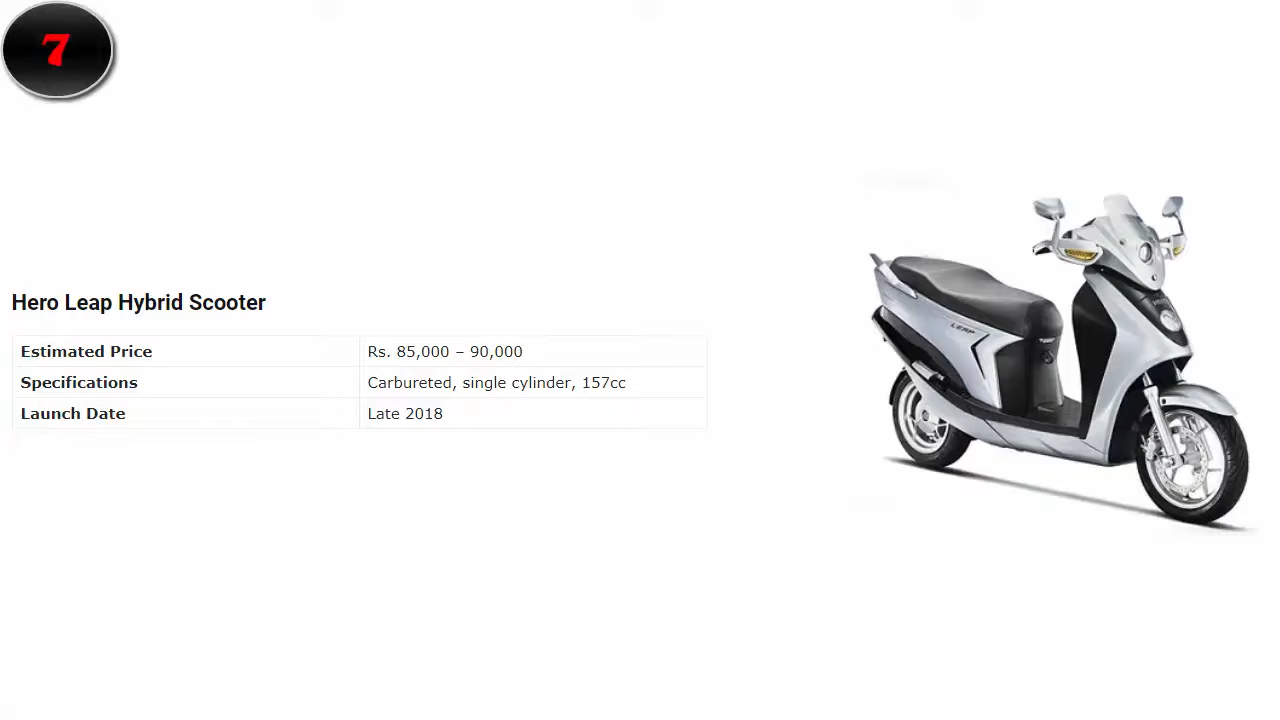 7
Hero Leap Hybrid Scooter
Estimated Price Rs. 85,000 – 90,000
Specifications Carbureted, single cylinder, 157cc
Launch Date Late 2018
LEAP